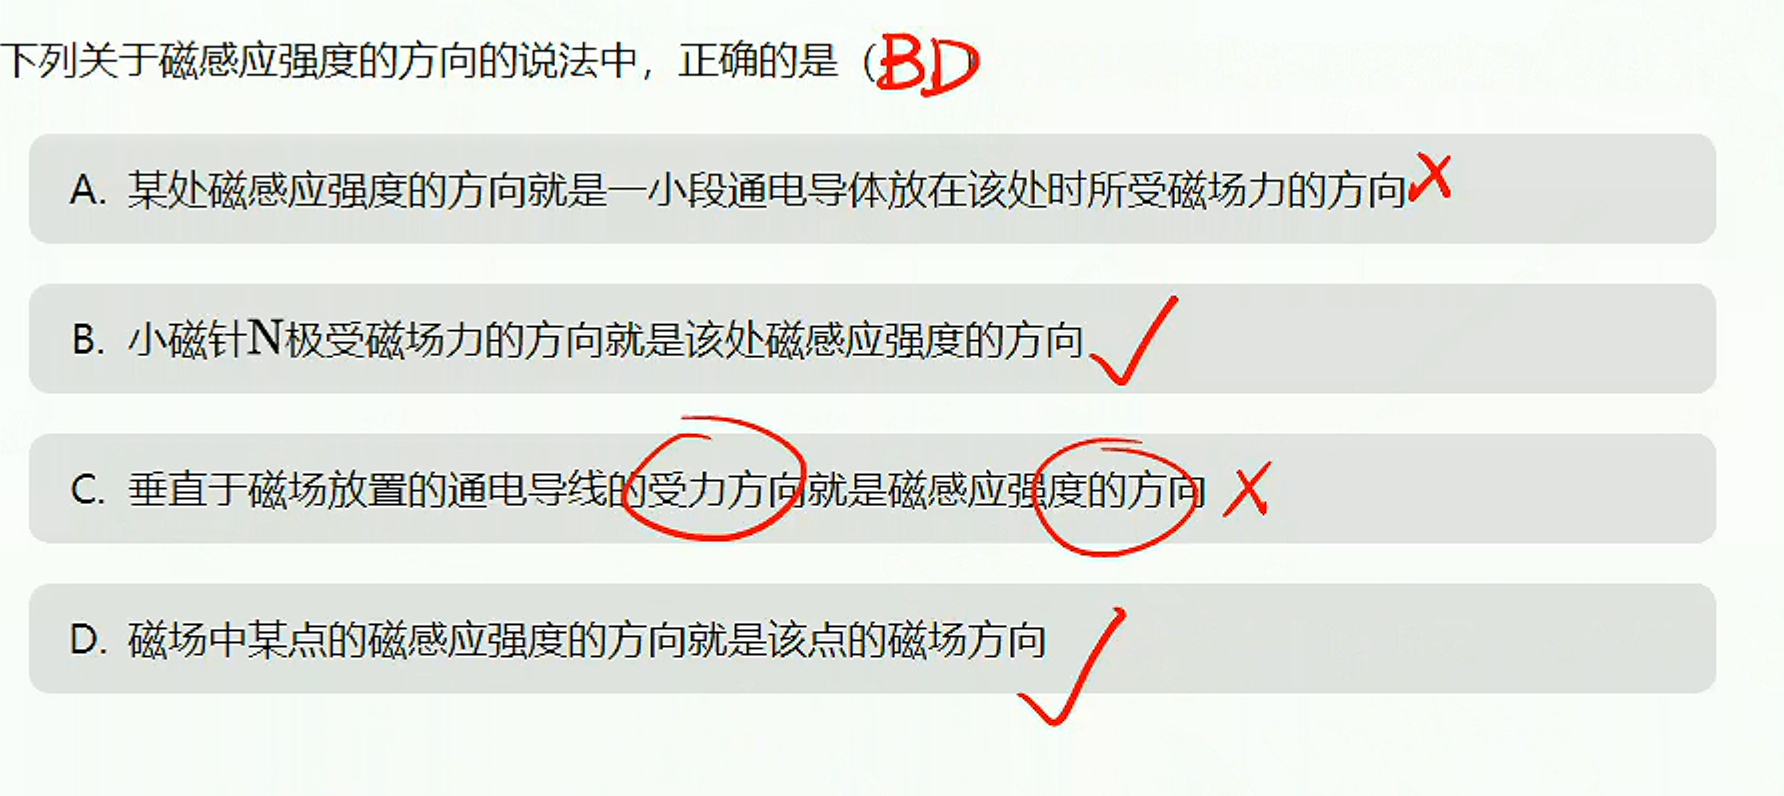 下列关于磁感应强度的方向的说法中，正确的是（BD
A. 某处磁感应强度的方向就是一小段通电导体放在该处时所受磁场力的方向
B. 小磁针N极受磁场力的方向就是该处磁感应强度的方向
C. 垂直于磁场放置的通电导线的受力方向就是磁感应强度的方向
D. 磁场中某点的磁感应强度的方向就是该点的磁场方向